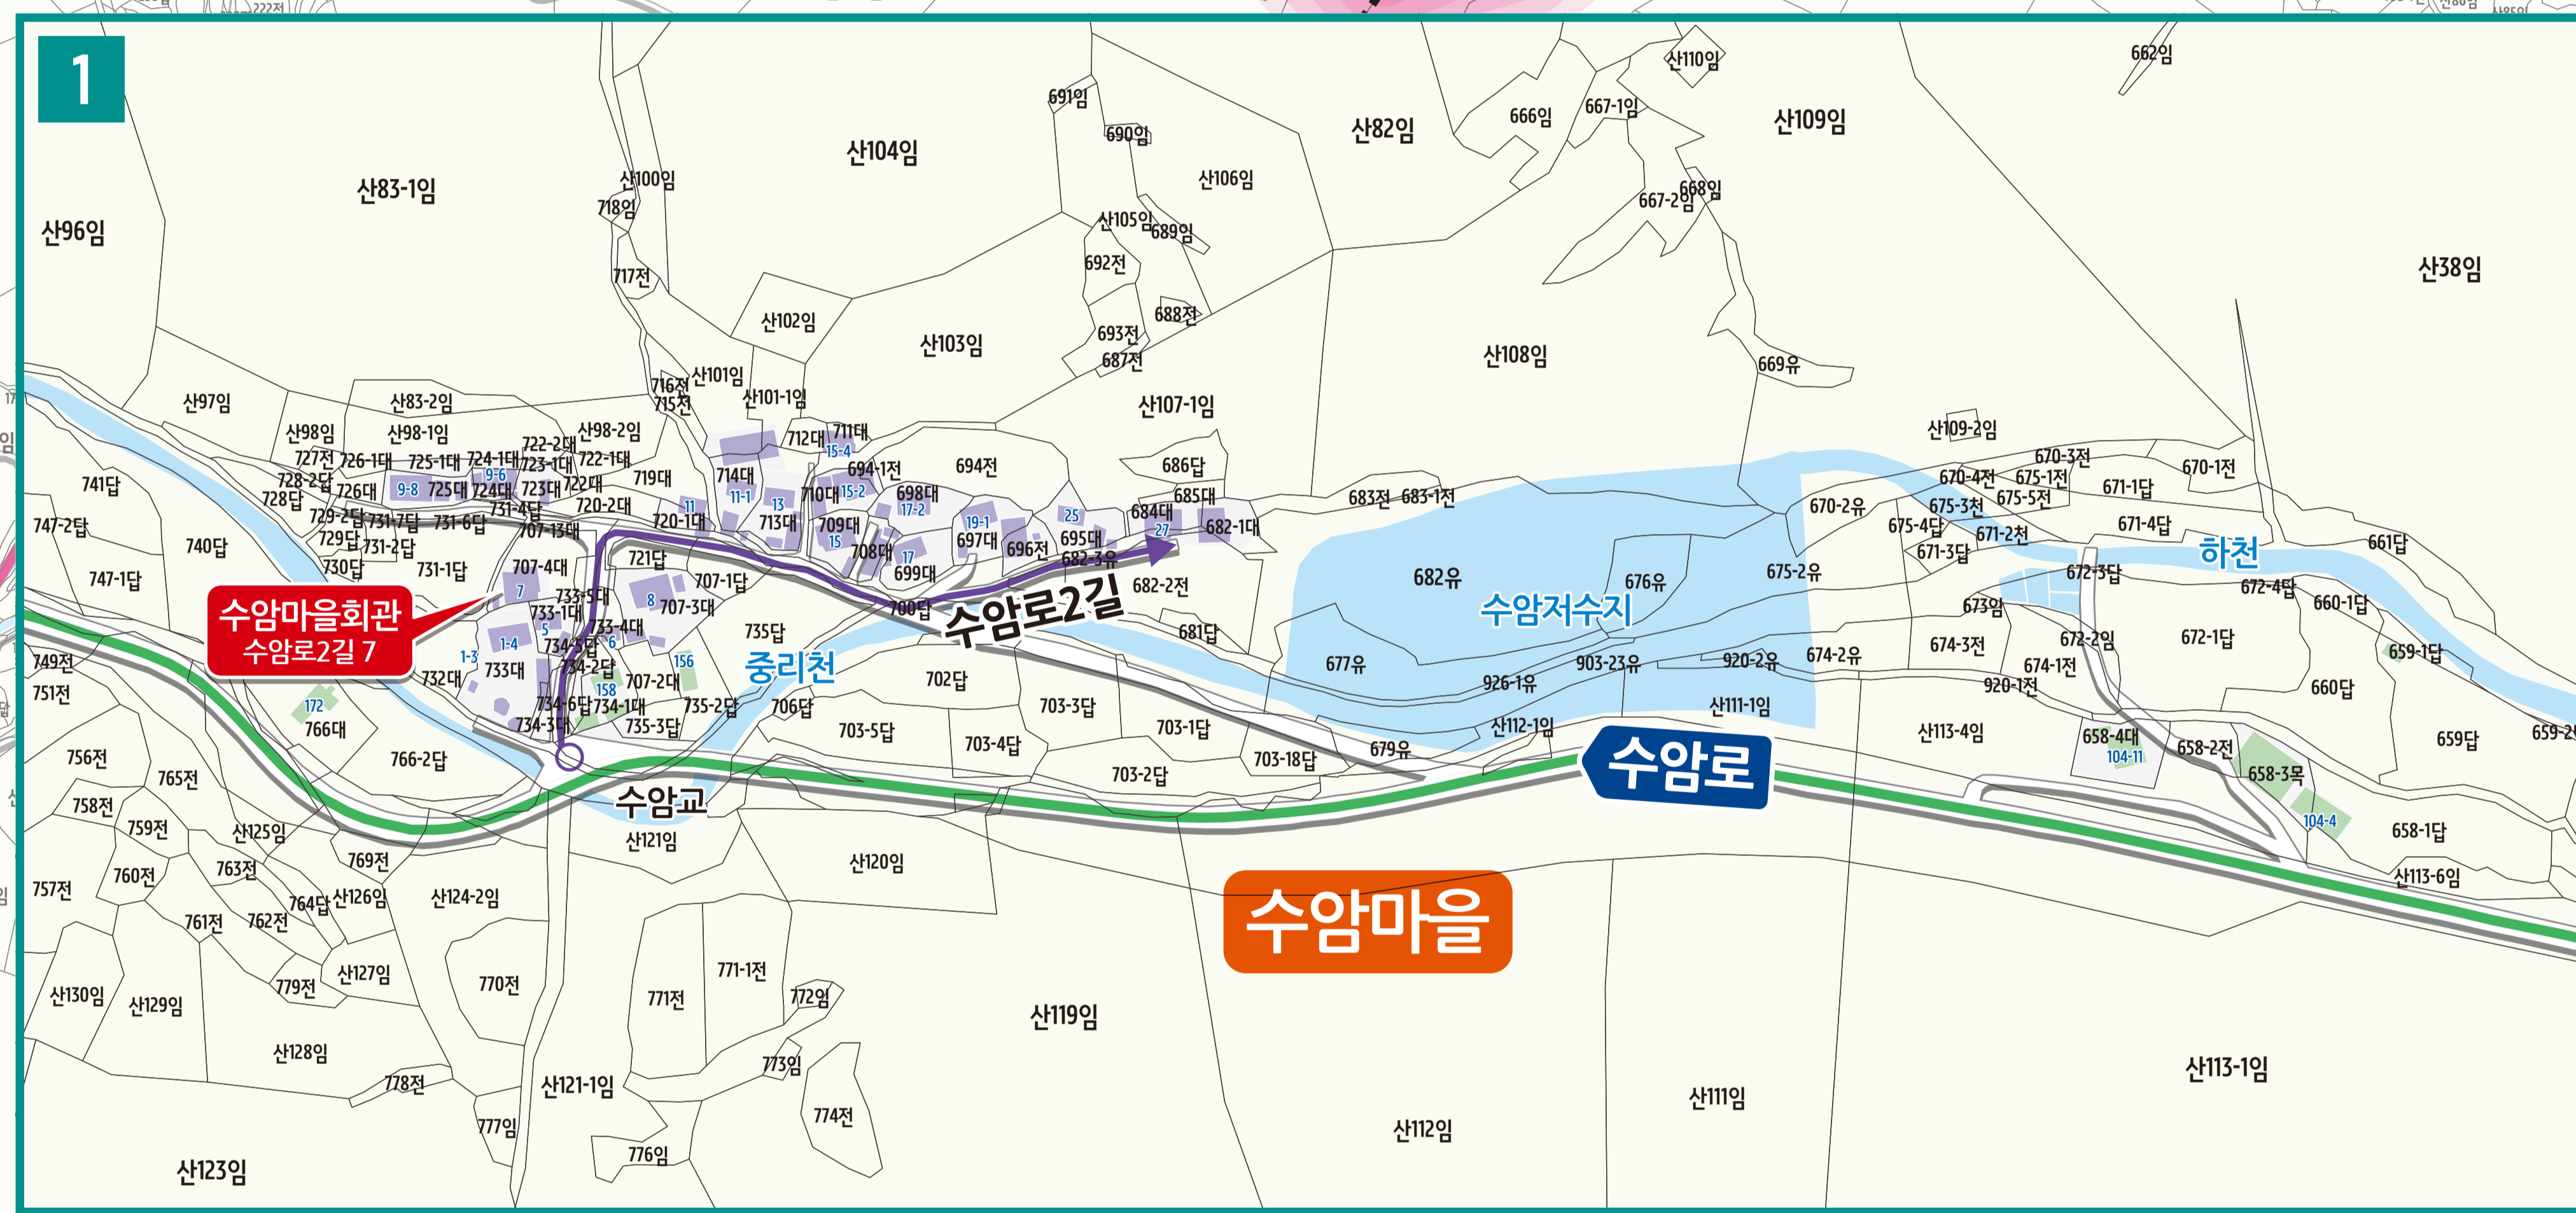 222전
1
662임
산110임
691임
666임
667-1임
690임
산109임
산82임
산104임
산83-1임
산100임
산106임
668임
667-2임
718임
산105임
689임
산96임
692전
산38임
717전
688전
산102임
693전
산103임
687전
산108임
669유
716전
산101임
715전
산101-1임
산97임
산83-2임
산107-1임
산98임
산98-1임
산98-2임
712대
711대
산109-2임
722-2대
15-4
727전
726-1대
725-1대
724-1대
723-1대
722-1대
694-1전
694전
686답
670-3전
670-1전
728-2답
9-6
719대
714대
670-4전
675-1전
741답
726대
9-8
725대
724대
723대
722대
11-1
710대
15-2
698대
685대
683전
683-1전
671-1답
728답
731-4답
720-2대
11
13
17-2
684대
670-2유
675-3천
675-5전
729-2답
731-7답
731-6답
707-13대
720-1대
713대
709대
19-1
25
27
682-1대
675-4답
671-4답
747-2답
729답
731-2답
15
697대
695대
671-2천
740답
708대
17
696전
671-3답
하천
661답
730답
731-1답
707-4대
721답
699대
682-3유
747-1답
707-1답
682-2전
682유
676유
675-2유
672-3답
672-4답
7
733-5대
8
707-3대
700답
수암로2길
수암저수지
673임
660-1답
수암마을회관
수암로2길 7
733-1대
5
733-4대
735답
681답
1-4
734-5답
6
672-2임
672-1답
749전
1-3
733대
734-2답
156
중리천
677유
903-23유
920-2유
674-2유
674-3전
674-1전
659-1답
751전
732대
158
707-2대
702답
926-1유
920-1전
660답
172
734-6답
734-1대
735-2답
706답
703-3답
산111-1임
766대
734-3대
735-3답
703-5답
703-1답
산112-1임
산113-4임
658-4대
756전
766-2답
703-4답
679유
658-2전
659답
104-11
765전
703-2답
703-18답
수암로
658-3목
758전
수암교
104-4
759전
산125임
산121임
658-1답
769전
산120임
763전
760전
산113-6임
757전
764답
산126임
산124-2임
761전
762전
수암마을
산127임
771-1전
779전
770전
산130임
산129임
771전
772임
산119임
산128임
773임
778전
산121-1임
산113-1임
산111임
774전
777임
산112임
776임
산123임